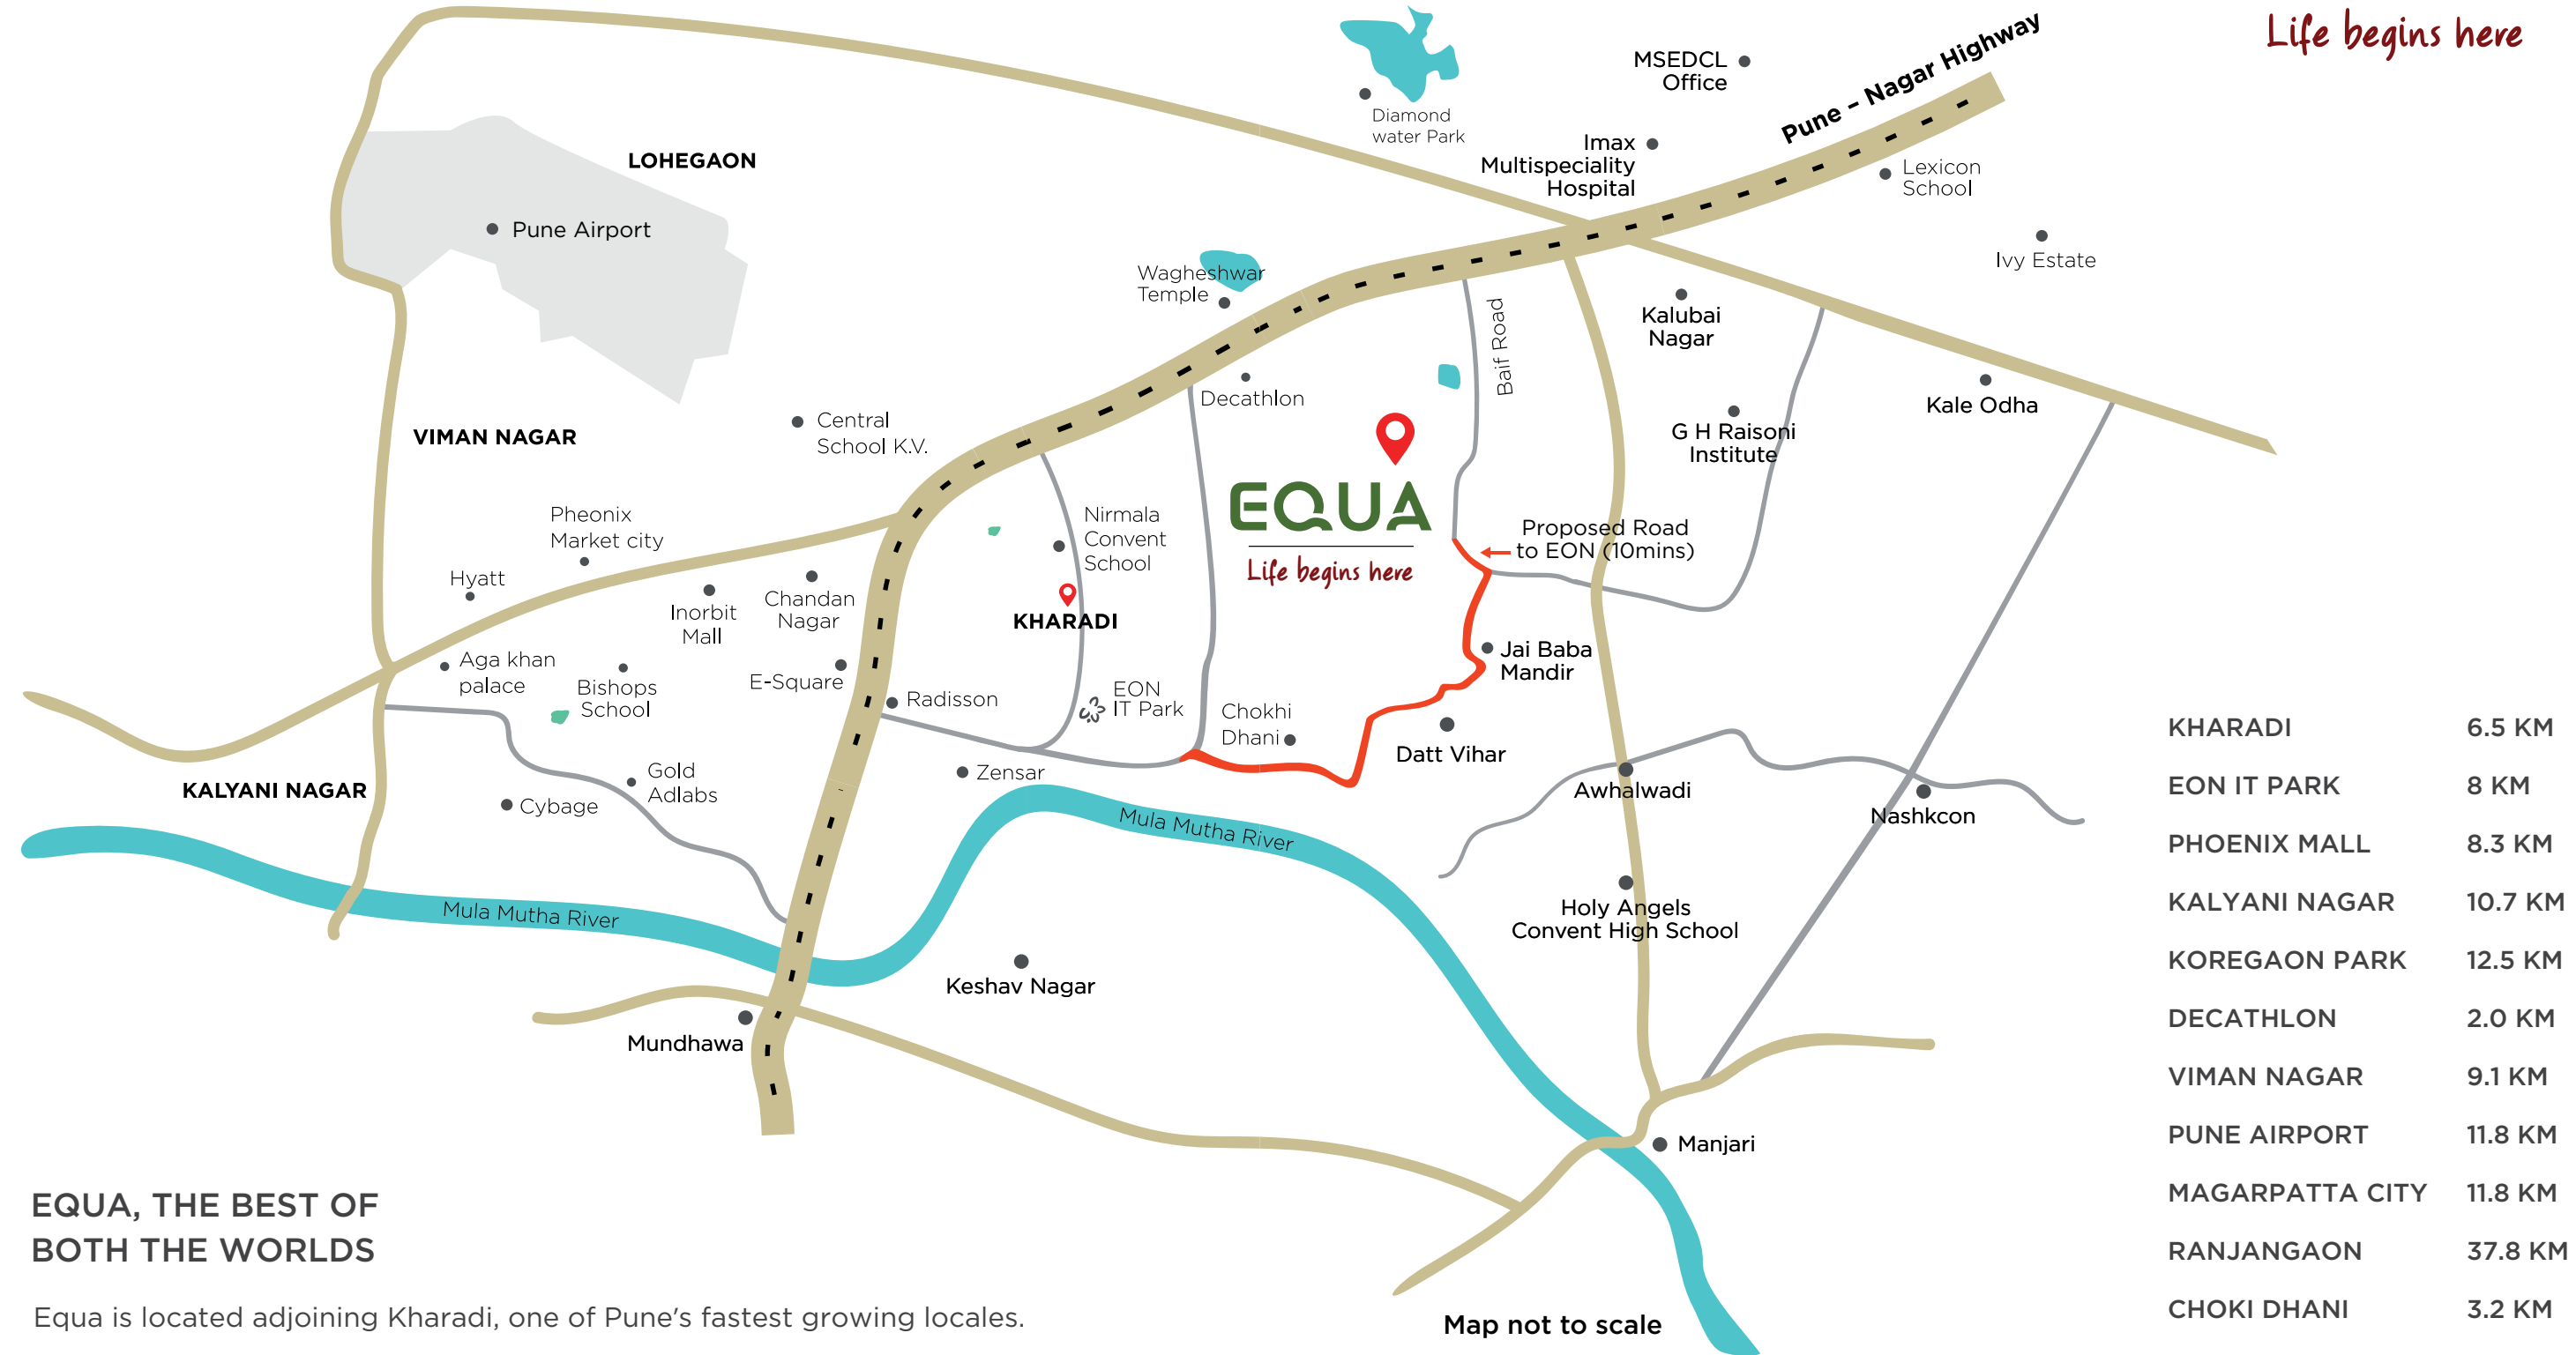 Life begins here
Pune – Nagar Highway
MSEDCL
Office
Diamond
water Park
Imax
Multispeciality
Hospital
Lexicon
School
LOHEGAON
Pune Airport
Ivy Estate
Wagheshwar
Temple
Kalubai
Nagar
Baif Road
Decathlon
Kale Odha
Central
School K.V.
VIMAN NAGAR
G H Raisoni
Institute
EQUA
Life begins here
Proposed Road
to EON (10mins)
Pheonix
Market city
Nirmala
Convent
School
Hyatt
Inorbit
Mall
Chandan
Nagar
KHARADI
Jai Baba
Mandir
Aga khan
palace
Bishops
School
E-Square
Radisson
EON
IT Park
Chokhi
Dhani
Datt Vihar
KALYANI NAGAR
Gold
Adlabs
Cybage
Zensar
Awhalwadi
Nashkcon
Mula Mutha River
Mula Mutha River
Holy Angels
Convent High School
Keshav Nagar
Mundhawa
Manjari
KHARADI 6.5 KM
EON IT PARK 8 KM
PHOENIX MALL 8.3 KM
KALYANI NAGAR 10.7 KM
KOREGAON PARK 12.5 KM
DECATHLON 2.0 KM
VIMAN NAGAR 9.1 KM
PUNE AIRPORT 11.8 KM
MAGARPATTA CITY 11.8 KM
RANJANGAON 37.8 KM
CHOKI DHANI 3.2 KM
EQUA, THE BEST OF
BOTH THE WORLDS
Equa is located adjoining Kharadi, one of Pune's fastest growing locales.
Map not to scale